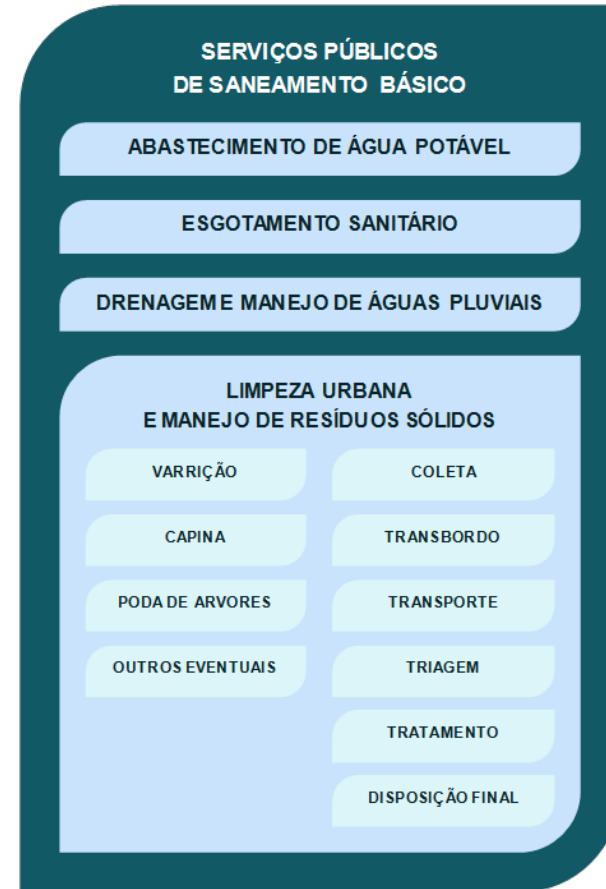 SERVIÇOS PÚBLICOS
DE SANEAMENTO BÁSICO
ABASTECIMENTO DE ÁGUA POTÁVEL
ESGOTAMENTO SANITÁRIO
DRENAGEM E MANEJO DE ÁGUAS PLUVIAIS
LIMPEZA URBANA
E MANEJO DE RESÍDUOS SÓLIDOS
VARRIÇÃO
CAPINA
PODA DE ARVORES
OUTROS EVENTUAIS
COLETA
TRANSBORDO
TRANSPORTE
TRIAGEM
TRATAMENTO
DISPOSIÇÃO FINAL